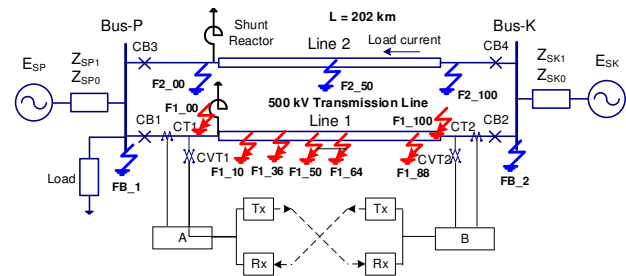 Bus-P
L = 202 km
Bus-K
Shunt
Reactor
CB3
Line 2
Load current
CB4
E_SP
Z_SP1
Z_SP0
Z_SK1
Z_SK0
E_SK
F2_00
F2_50
F2_100
F1_00
500 kV Transmission Line
F1_100
CB1
CT1
Line 1
CT2
CB2
CVT1
CVT2
Load
FB_1
F1_10
F1_36
F1_50
F1_64
F1_88
FB_2
Tx
Tx
A
B
Rx
Rx